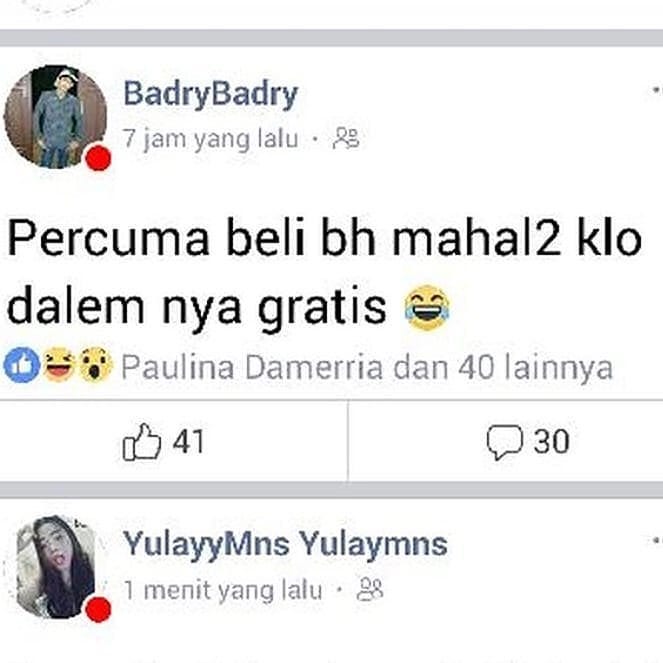 BadryBadry
7 jam yang lalu ·
Percuma beli bh mahal2 klo
dalem nya gratis 😂
Paulina Damerria dan 40 lainnya
41
30
YulayyMns Yulaymns
1 menit yang lalu ·